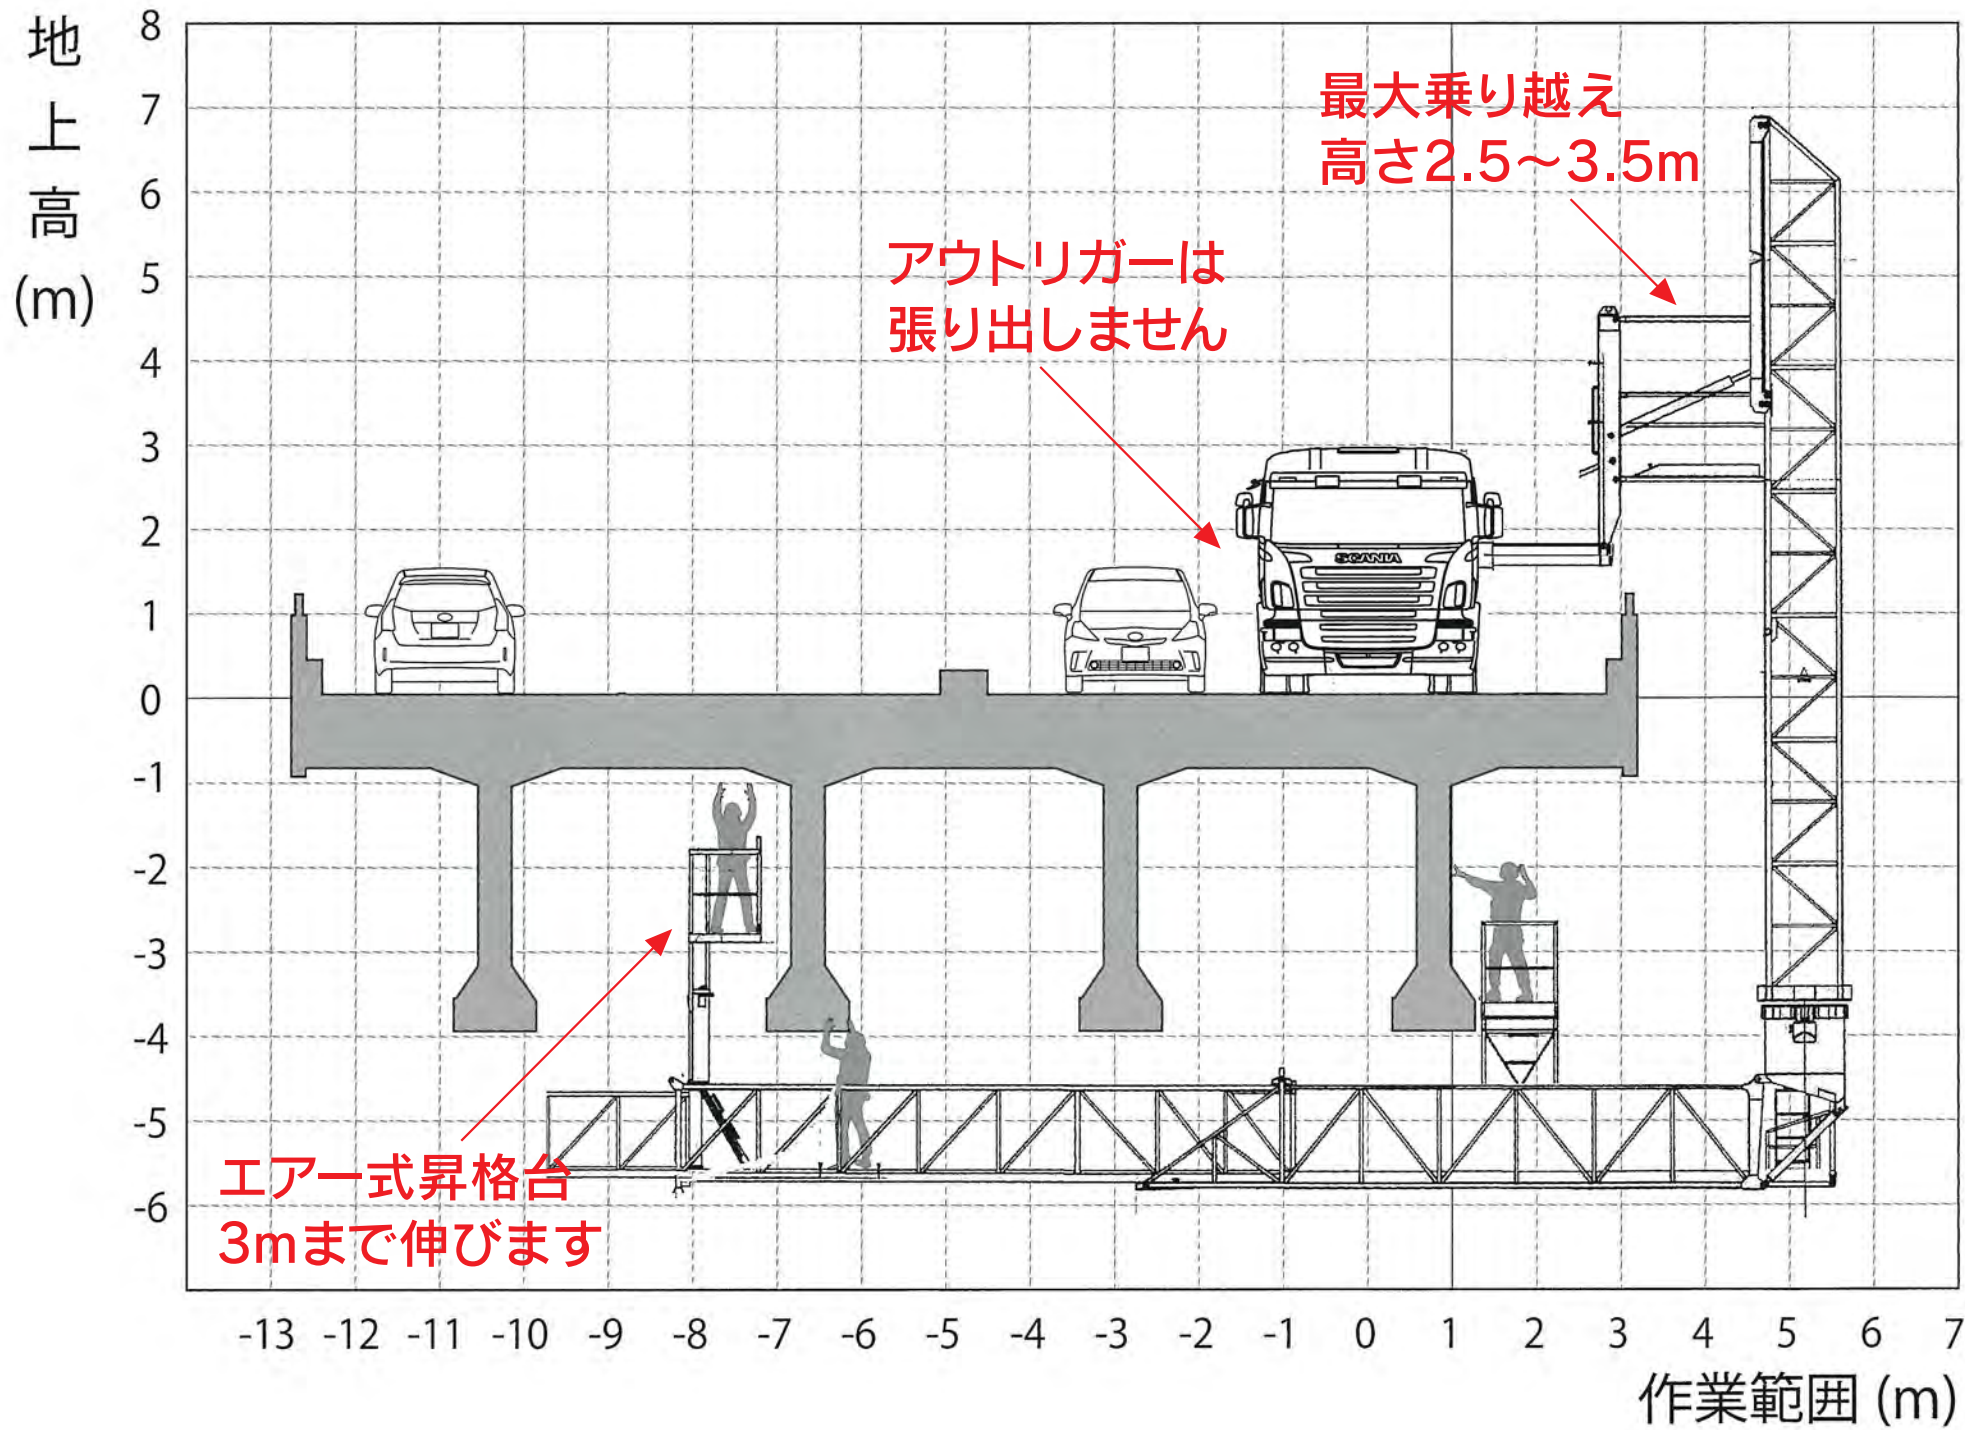 地上高(m)
8
7
6
5
4
3
2
1
0
-1
-2
-3
-4
-5
-6
最大乗り越え
高さ2.5～3.5m
アウトリガーは
張り出しません
SCANIA
エアー式昇格台
3mまで伸びます
-13 -12 -11 -10 -9 -8 -7 -6 -5 -4 -3 -2 -1 0 1 2 3 4 5 6 7
作業範囲 (m)